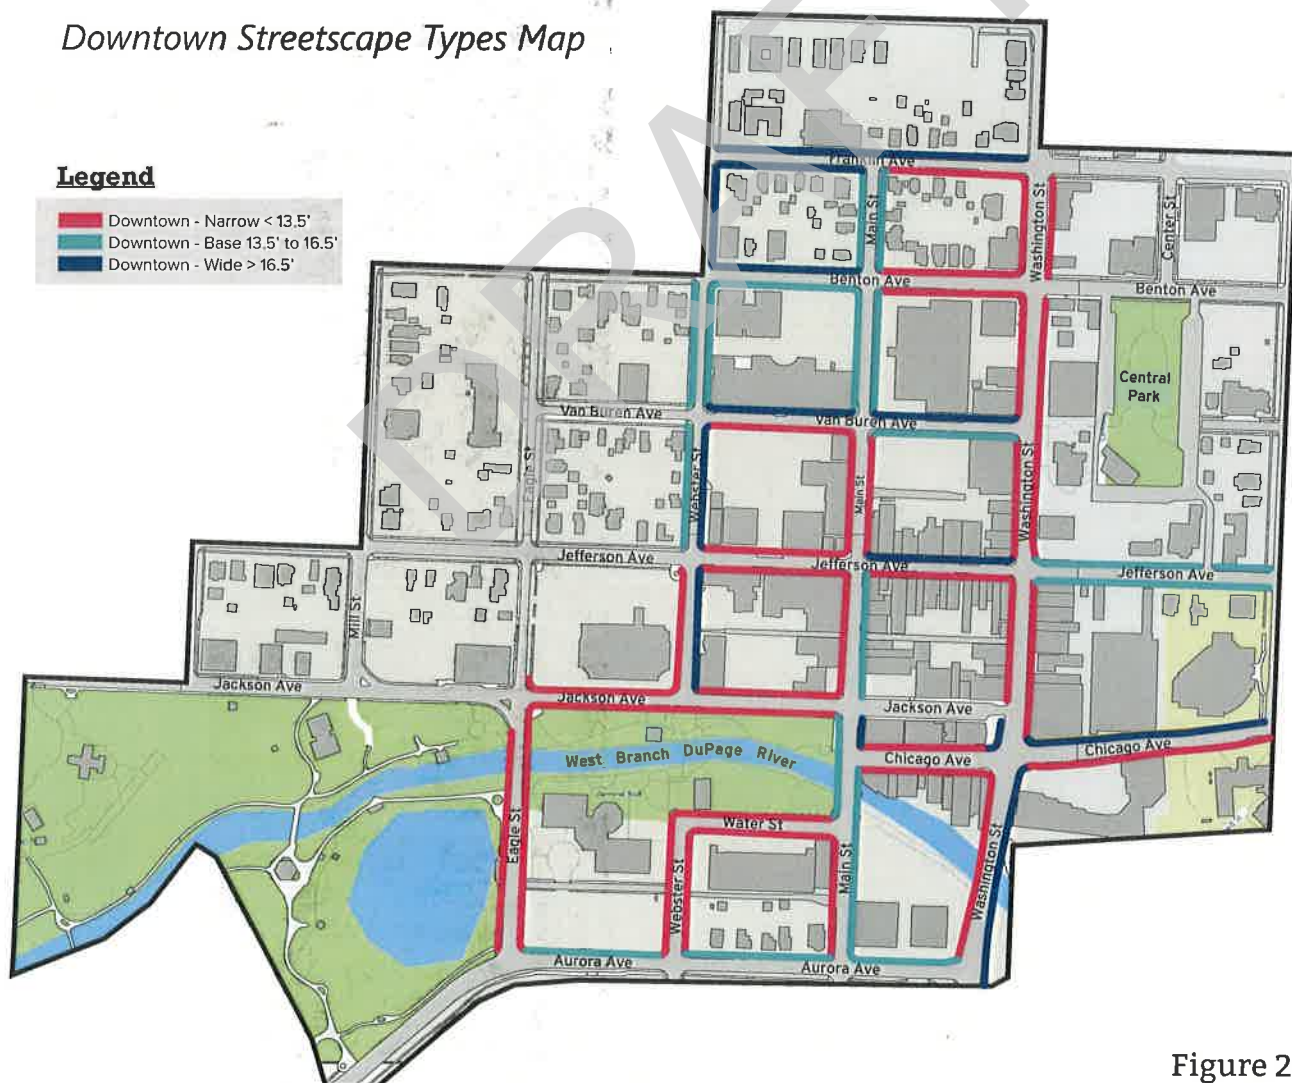 Downtown Streetscape Types Map
DRAFT
Legend
Downtown - Narrow < 13.5'
Downtown - Base 13.5' to 16.5'
Downtown - Wide > 16.5'
Franklin Ave
Main St
Washington St
Center St
Benton Ave
Benton Ave
Central
Park
Van Buren Ave
Van Buren Ave
Eagle St
Webster St
Main St
Washington St
Jefferson Ave
Jefferson Ave
Jefferson Ave
Mill St
Jackson Ave
Jackson Ave
Jackson Ave
West Branch DuPage River
Chicago Ave
Chicago Ave
Water St
Eagle St
Webster St
Main St
Washington St
Aurora Ave
Aurora Ave
Figure 2